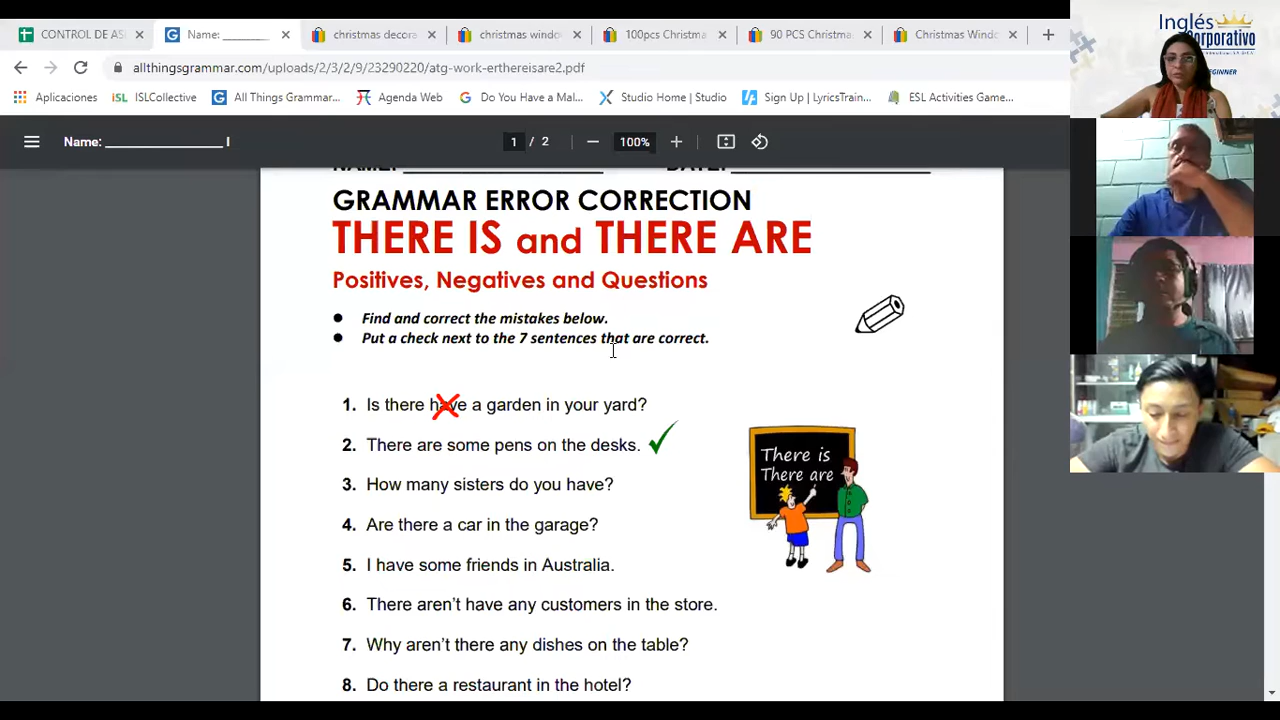 CONTROL DE AS
Name: ________
christmas decora
christmas windo
100pcs Christma
90 PCS Christma
Christmas Windo
allthingsgrammar.com/uploads/2/3/2/9/23290220/atg-worksheet-thereisare2.pdf
Aplicaciones
iSL ISLCollective
All Things Grammar...
Agenda Web
Do You Have a Mal...
Studio Home | Studio
Sign Up | LyricsTrain...
ESL Activities Game...
Name: __________________ I
1 / 2
100%
NAME: DATE:
GRAMMAR ERROR CORRECTION
THERE IS and THERE ARE
Positives, Negatives and Questions
● Find and correct the mistakes below.
● Put a check next to the 7 sentences that are correct.
1. Is there have a garden in your yard?
2. There are some pens on the desks.
3. How many sisters do you have?
4. Are there a car in the garage?
5. I have some friends in Australia.
6. There aren't have any customers in the store.
7. Why aren't there any dishes on the table?
8. Do there a restaurant in the hotel?
There is
There are
Inglés
Corporativo